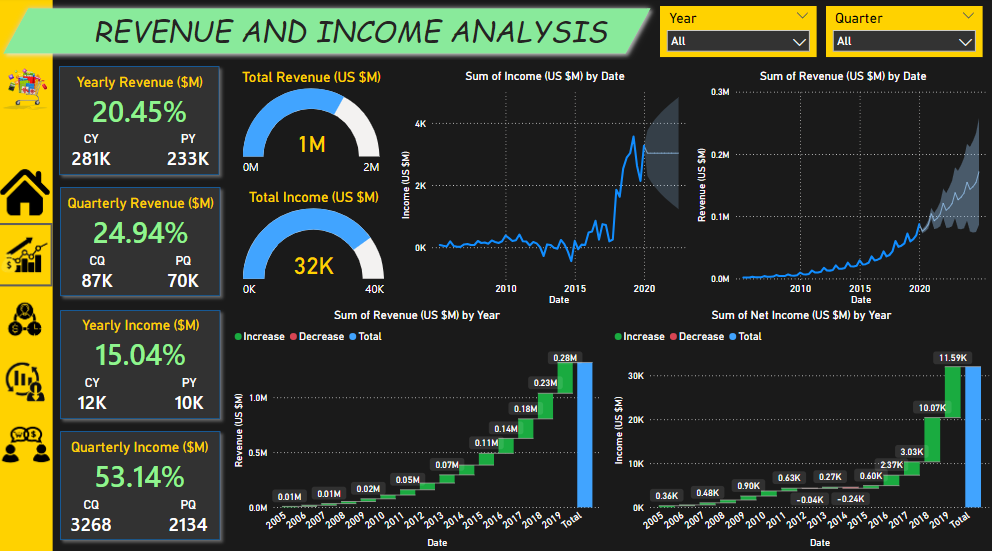 REVENUE AND INCOME ANALYSIS
Year
All
Quarter
All
Yearly Revenue ($M)
20.45%
CY PY
281K 233K
Quarterly Revenue ($M)
24.94%
CQ PQ
87K 70K
Yearly Income ($M)
15.04%
CY PY
12K 10K
Quarterly Income ($M)
53.14%
CQ PQ
3268 2134
Total Revenue (US $M)
1M
0M 2M
Total Income (US $M)
32K
0K 40K
Sum of Income (US $M) by Date
Income (US $M)
4K
2K
0K
2010 2015 2020
Date
Sum of Revenue (US $M) by Date
Revenue (US $M)
0.3M
0.2M
0.1M
0.0M
2010 2015 2020
Date
Sum of Revenue (US $M) by Year
Increase Decrease Total
Revenue (US $M)
1.0M
0.5M
0.0M
0.01M 0.01M 0.02M 0.05M 0.07M 0.11M 0.14M 0.18M 0.23M 0.28M
2005 2006 2007 2008 2009 2010 2011 2012 2013 2014 2015 2016 2017 2018 2019 Total
Date
Sum of Net Income (US $M) by Year
Increase Decrease Total
Income (US $M)
30K
20K
10K
0K
0.36K 0.48K 0.90K 0.63K -0.04K 0.27K -0.24K 0.60K 2.37K 3.03K 10.07K 11.59K
2005 2006 2007 2008 2009 2010 2011 2012 2013 2014 2015 2016 2017 2018 2019 Total
Date